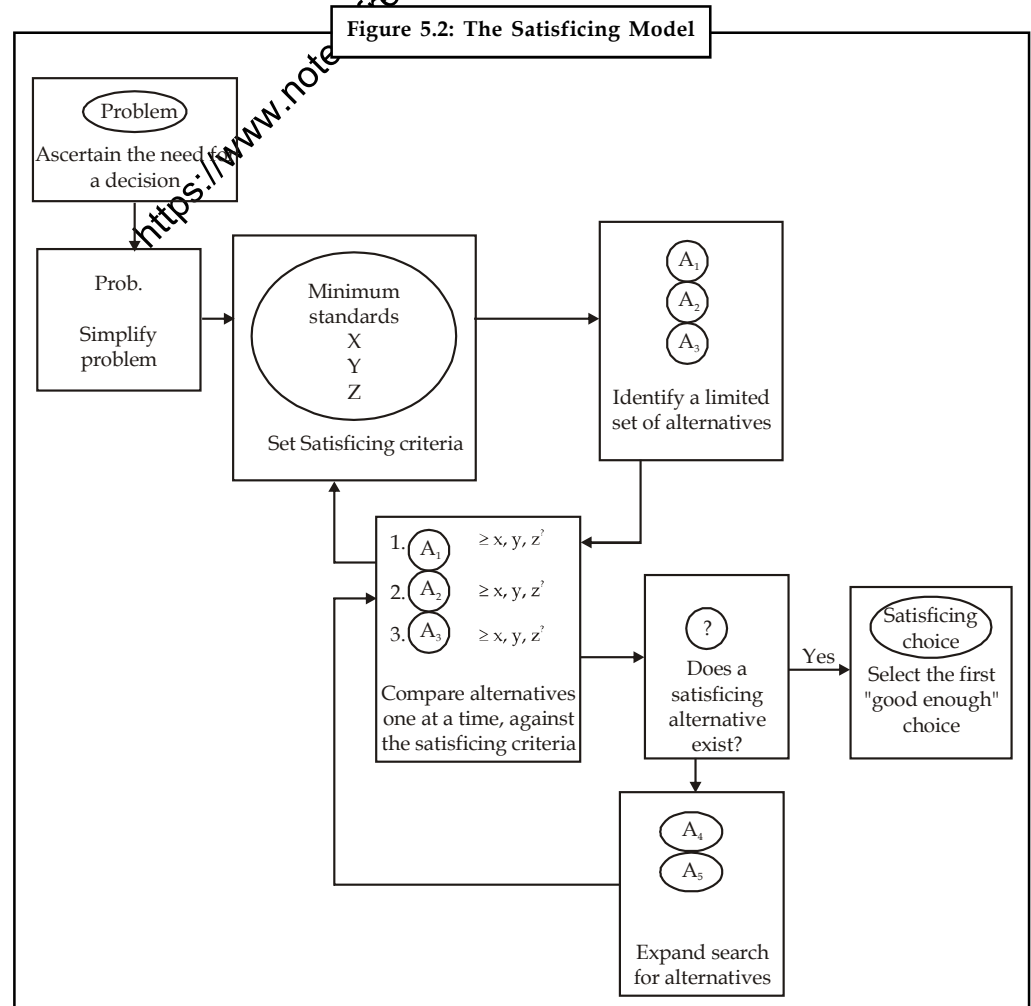 Figure 5.2: The Satisficing Model
https://www.note
Problem
Ascertain the need for
a decision
Prob.
Simplify
problem
Minimum
standards
X
Y
Z
Set Satisficing criteria
A₁
A₂
A₃
Identify a limited
set of alternatives
1. A₁ ≥ x, y, z?
2. A₂ ≥ x, y, z?
3. A₃ ≥ x, y, z?
Compare alternatives
one at a time, against
the satisficing criteria
?
Does a
satisficing
alternative
exist?
Yes
Satisficing
choice
Select the first
"good enough"
choice
A₄
A₅
Expand search
for alternatives